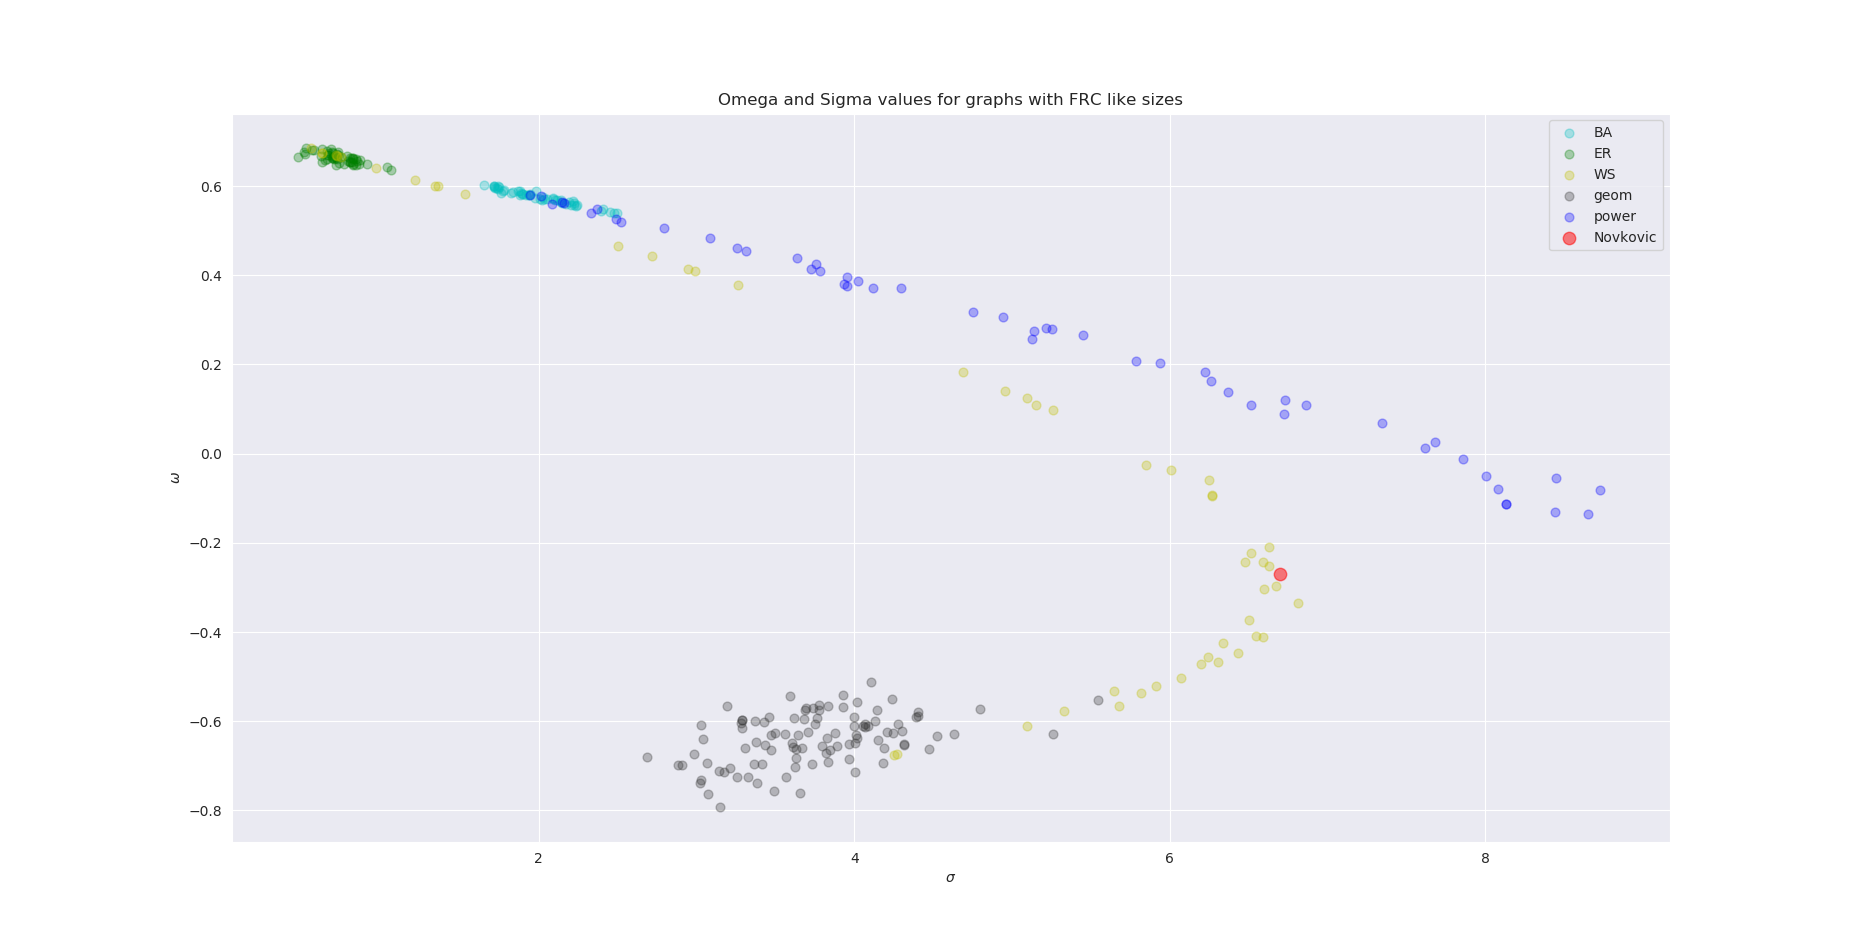 Omega and Sigma values for graphs with FRC like sizes
BA
ER
WS
geom
power
Novkovic
0.6
0.4
0.2
0.0
−0.2
−0.4
−0.6
−0.8
ω
2 4 6 8
σ